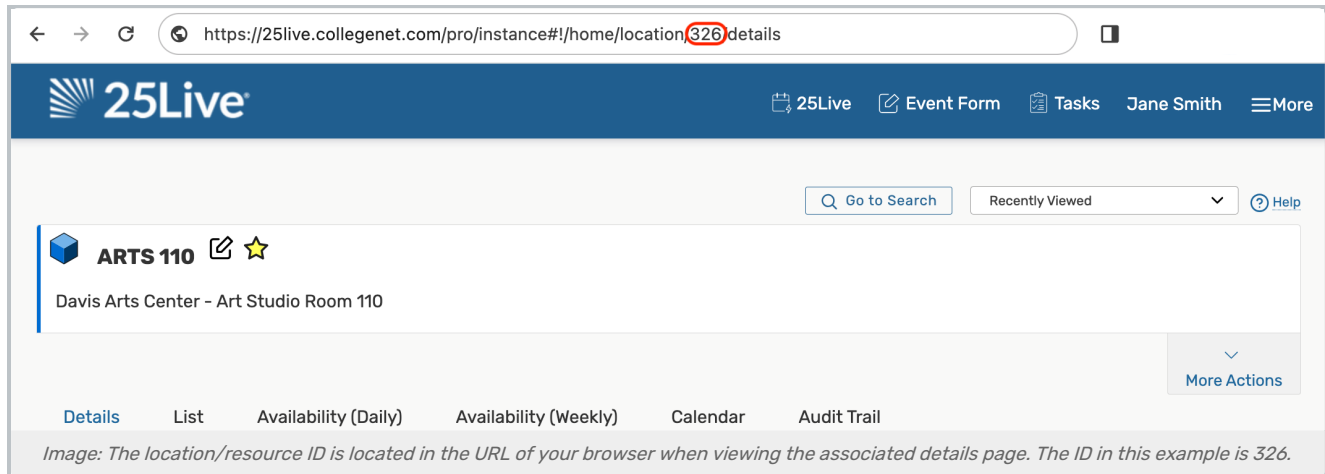 https://25live.collegenet.com/pro/instance#!/home/location/326/details
25Live 25Live Event Form Tasks Jane Smith More
Go to Search Recently Viewed Help
ARTS 110
Davis Arts Center - Art Studio Room 110
More Actions
Details List Availability (Daily) Availability (Weekly) Calendar Audit Trail
Image: The location/resource ID is located in the URL of your browser when viewing the associated details page. The ID in this example is 326.